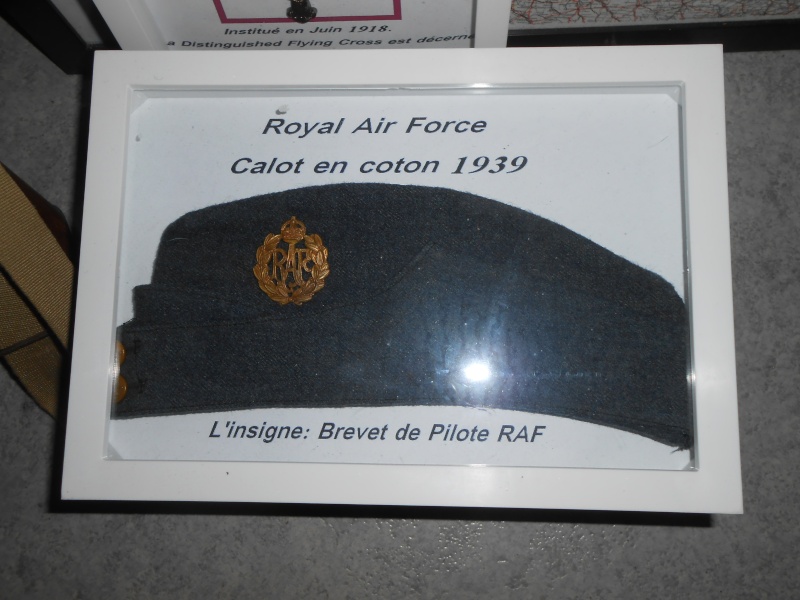 Institué en Juin 1918.
a Distinguished Flying Cross est décerné
Royal Air Force
Calot en coton 1939
RAF
L'insigne: Brevet de Pilote RAF